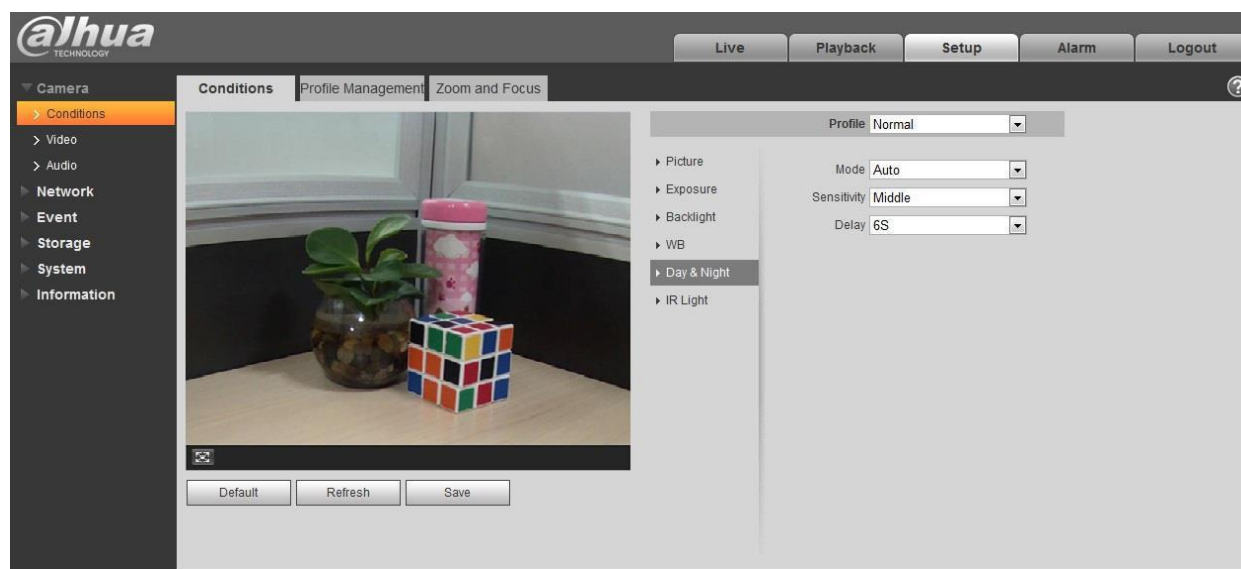 alhua
TECHNOLOGY
Live
Playback
Setup
Alarm
Logout
Camera
Conditions
Video
Audio
Network
Event
Storage
System
Information
Conditions
Profile Management
Zoom and Focus
?
Profile Normal
Picture
Exposure
Backlight
WB
Day & Night
IR Light
Mode Auto
Sensitivity Middle
Delay 6S
Default
Refresh
Save